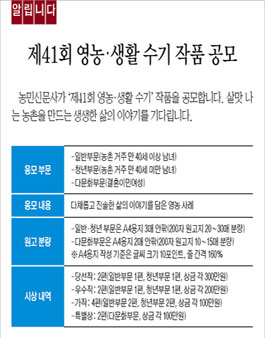 알립니다
제41회 영농·생활 수기 작품 공모
농민신문사가 '제41회 영농·생활 수기' 작품을 공모합니다. 살맛 나
는 농촌을 만드는 생생한 삶의 이야기를 기다립니다.
응모 부문
-일반부문(농촌 거주 만 40세 이상 남녀)
-청년부문(농촌 거주 만 40세 미만 남녀)
-다문화부문(결혼이민여성)
응모 내용
다채롭고 진솔한 삶의 이야기를 담은 영농 사례
원고 분량
-일반·청년 부문은 A4용지 3매 안팎(200자 원고지 20~30매 분량)
-다문화부문은 A4용지 2매 안팎(200자 원고지 10~15매 분량)
※A4용지 작성 기준은 글씨 크기 10포인트, 줄 간격 160%
시상 내역
-당선작: 2편(일반부문 1편, 청년부문 1편, 상금 각 300만원)
-우수작: 2편(일반부문 1편, 청년부문 1편, 상금 각 200만원)
-가작: 4편(일반부문 2편, 청년부문 2편, 상금 각 100만원)
-특별상: 2편(다문화부문, 상금 각 100만원)